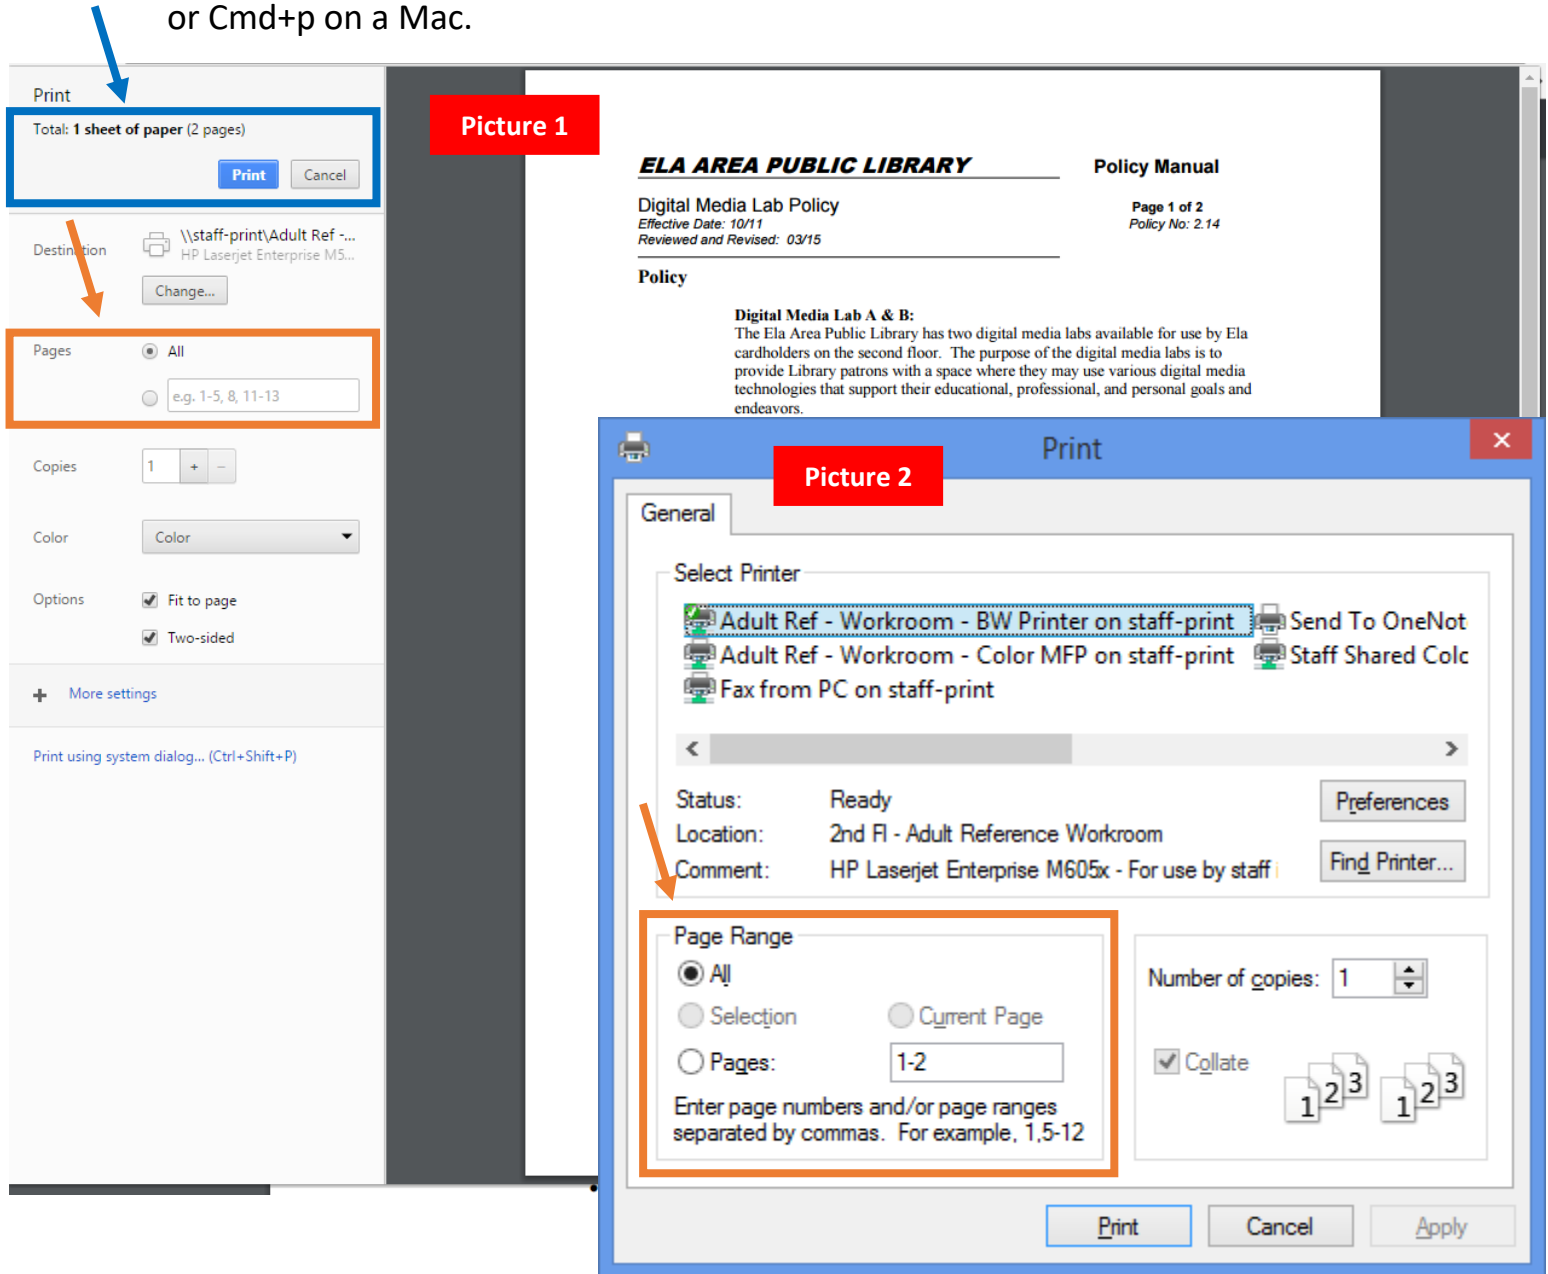 or Cmd+p on a Mac.
Print
Total: 1 sheet of paper (2 pages)
Print
Cancel
Destination
\\staff-print\Adult Ref -...
HP Laserjet Enterprise M5...
Change...
Pages
All
e.g. 1-5, 8, 11-13
Copies
1
+
−
Color
Color
Options
Fit to page
Two-sided
+ More settings
Print using system dialog... (Ctrl+Shift+P)
Picture 1
ELA AREA PUBLIC LIBRARY
Policy Manual
Digital Media Lab Policy
Page 1 of 2
Effective Date: 10/11
Policy No: 2.14
Reviewed and Revised: 03/15
Policy
Digital Media Lab A & B:
The Ela Area Public Library has two digital media labs available for use by Ela
cardholders on the second floor. The purpose of the digital media labs is to
provide Library patrons with a space where they may use various digital media
technologies that support their educational, professional, and personal goals and
endeavors.
Print
Picture 2
General
Select Printer
Adult Ref - Workroom - BW Printer on staff-print
Send To OneNot
Adult Ref - Workroom - Color MFP on staff-print
Staff Shared Colc
Fax from PC on staff-print
Status: Ready
Preferences
Location: 2nd Fl - Adult Reference Workroom
Comment: HP Laserjet Enterprise M605x - For use by staff i
Find Printer...
Page Range
All
Selection
Current Page
Pages:
1-2
Enter page numbers and/or page ranges
separated by commas. For example, 1,5-12
Number of copies: 1
Collate
1 2 3
1 2 3
Print
Cancel
Apply